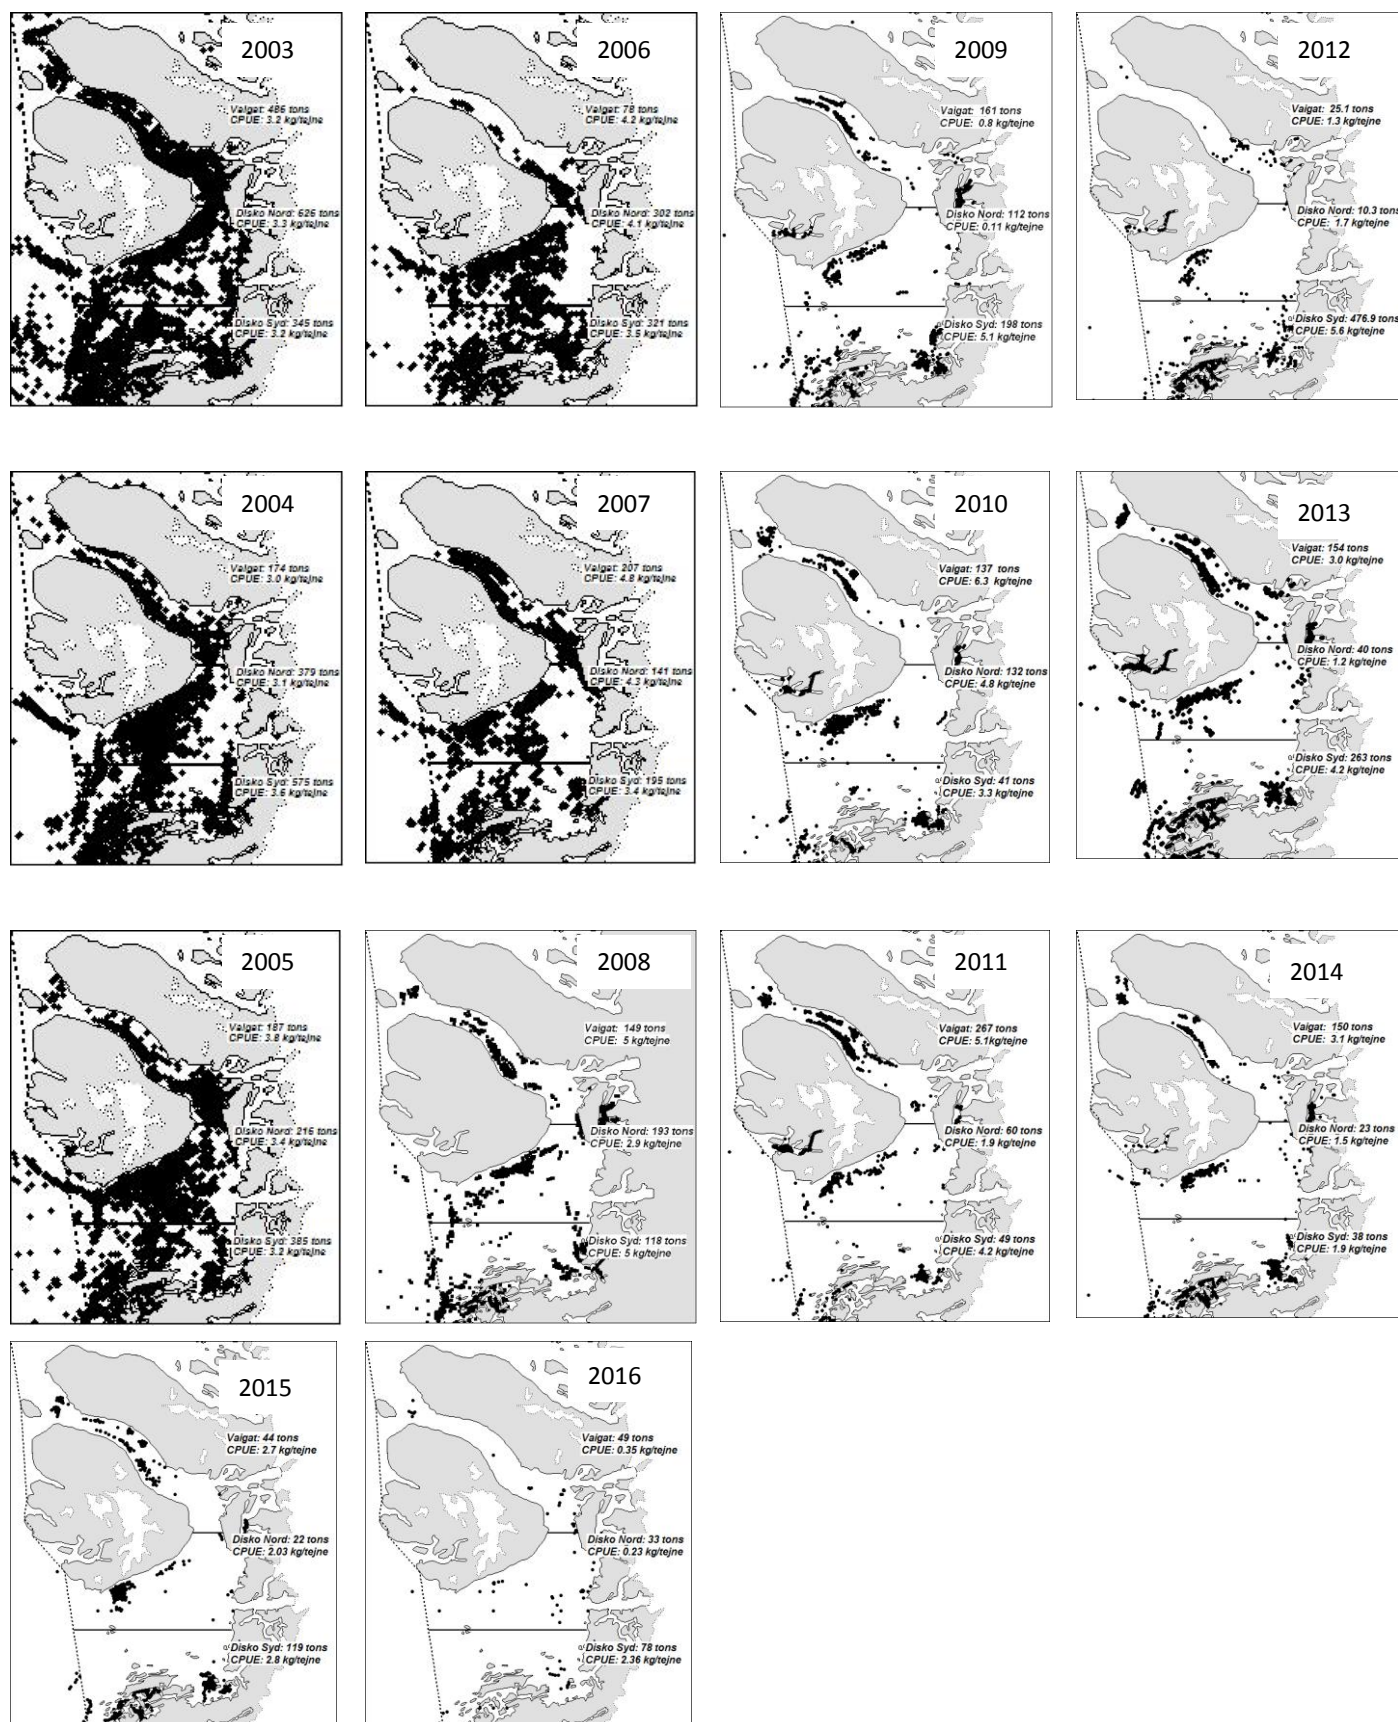 2003
Vaigat: 486 tons
CPUE: 3.2 kg/tejne
Disko Nord: 626 tons
CPUE: 3.3 kg/tejne
Disko Syd: 345 tons
CPUE: 3.2 kg/tejne
2006
Vaigat: 78 tons
CPUE: 4.2 kg/tejne
Disko Nord: 302 tons
CPUE: 4.1 kg/tejne
Disko Syd: 321 tons
CPUE: 3.5 kg/tejne
2009
Vaigat: 161 tons
CPUE: 0.8 kg/tejne
Disko Nord: 112 tons
CPUE: 0.11 kg/tejne
Disko Syd: 198 tons
CPUE: 5.1 kg/tejne
2012
Vaigat: 25.1 tons
CPUE: 1.3 kg/tejne
Disko Nord: 10.3 tons
CPUE: 1.7 kg/tejne
Disko Syd: 476.9 tons
CPUE: 5.6 kg/tejne
2004
Vaigat: 174 tons
CPUE: 3.0 kg/tejne
Disko Nord: 379 tons
CPUE: 3.1 kg/tejne
Disko Syd: 575 tons
CPUE: 3.6 kg/tejne
2007
Vaigat: 207 tons
CPUE: 4.8 kg/tejne
Disko Nord: 141 tons
CPUE: 4.3 kg/tejne
Disko Syd: 195 tons
CPUE: 3.4 kg/tejne
2010
Vaigat: 137 tons
CPUE: 6.3 kg/tejne
Disko Nord: 132 tons
CPUE: 4.8 kg/tejne
Disko Syd: 41 tons
CPUE: 3.3 kg/tejne
2013
Vaigat: 154 tons
CPUE: 3.0 kg/tejne
Disko Nord: 40 tons
CPUE: 1.2 kg/tejne
Disko Syd: 263 tons
CPUE: 4.2 kg/tejne
2005
Vaigat: 187 tons
CPUE: 3.8 kg/tejne
Disko Nord: 216 tons
CPUE: 3.4 kg/tejne
Disko Syd: 385 tons
CPUE: 3.2 kg/tejne
2008
Vaigat: 149 tons
CPUE: 5 kg/tejne
Disko Nord: 193 tons
CPUE: 2.9 kg/tejne
Disko Syd: 118 tons
CPUE: 5 kg/tejne
2011
Vaigat: 267 tons
CPUE: 5.1kg/tejne
Disko Nord: 60 tons
CPUE: 1.9 kg/tejne
Disko Syd: 49 tons
CPUE: 4.2 kg/tejne
2014
Vaigat: 150 tons
CPUE: 3.1 kg/tejne
Disko Nord: 23 tons
CPUE: 1.5 kg/tejne
Disko Syd: 38 tons
CPUE: 1.9 kg/tejne
2015
Vaigat: 44 tons
CPUE: 2.7 kg/tejne
Disko Nord: 22 tons
CPUE: 2.03 kg/tejne
Disko Syd: 119 tons
CPUE: 2.8 kg/tejne
2016
Vaigat: 49 tons
CPUE: 0.35 kg/tejne
Disko Nord: 33 tons
CPUE: 0.23 kg/tejne
Disko Syd: 78 tons
CPUE: 2.36 kg/tejne